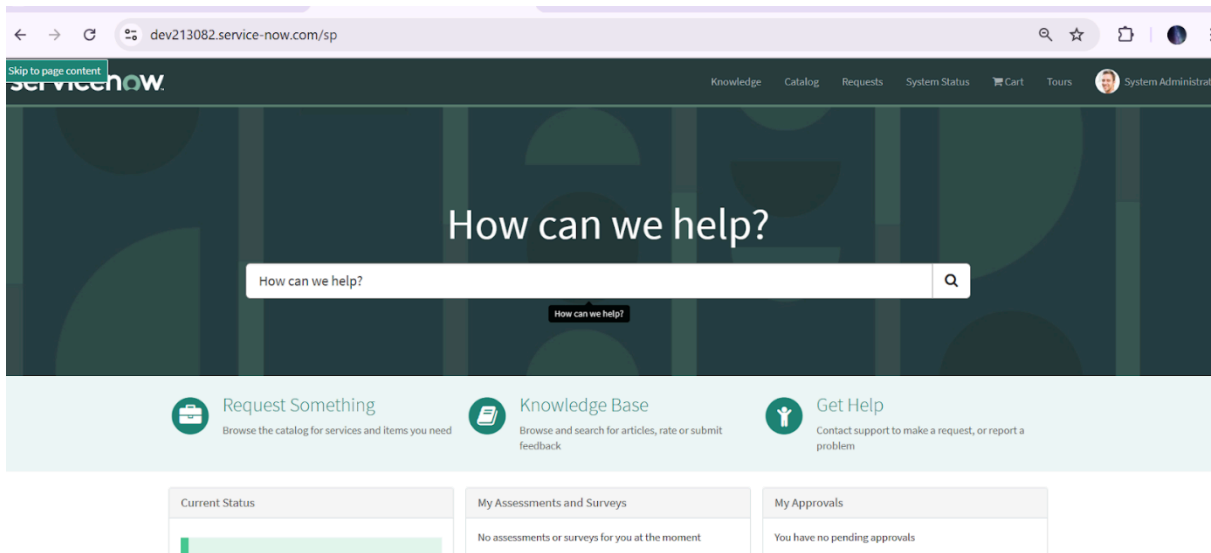 dev213082.service-now.com/sp
Skip to page content
servicenow.
Knowledge Catalog Requests System Status Cart Tours System Administrat
How can we help?
How can we help?
How can we help?
Request Something
Browse the catalog for services and items you need
Knowledge Base
Browse and search for articles, rate or submit
feedback
Get Help
Contact support to make a request, or report a
problem
Current Status
My Assessments and Surveys
No assessments or surveys for you at the moment
My Approvals
You have no pending approvals